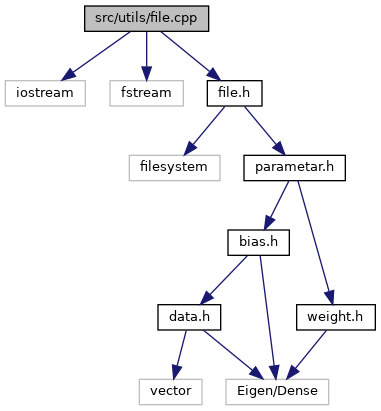 src/utils/file.cpp
iostream
fstream
file.h
filesystem
parametar.h
bias.h
data.h
weight.h
vector
Eigen/Dense